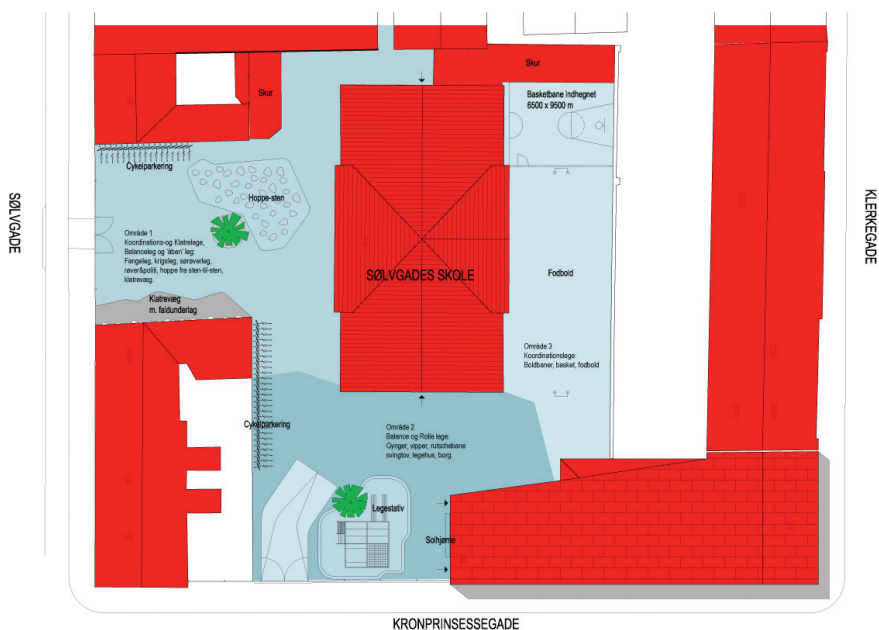 Skur
Skur
Basketbane indhegnet
6500 x 9500 m
Cykelparkering
Hoppe-sten
SØLVGADE
KLERKEGADE
Område 1
Koordinations-og Klatrelege,
Balanceleg og 'åben' leg:
Fangeleg, krigsleg, sørøverleg,
røver&politi, hoppe fra sten-til-sten,
klatrevæg.
SØLVGADES SKOLE
Fodbold
Klatrevæg
m. faldunderlag
Område 3
Koordinationslege:
Boldbaner, basket, fodbold
Cykelparkering
Område 2
Balance og Rolle lege:
Gynger, vipper, rutschebane
svingtov, legehus, borg.
Legestativ
Solhjørne
KRONPRINSESSEGADE